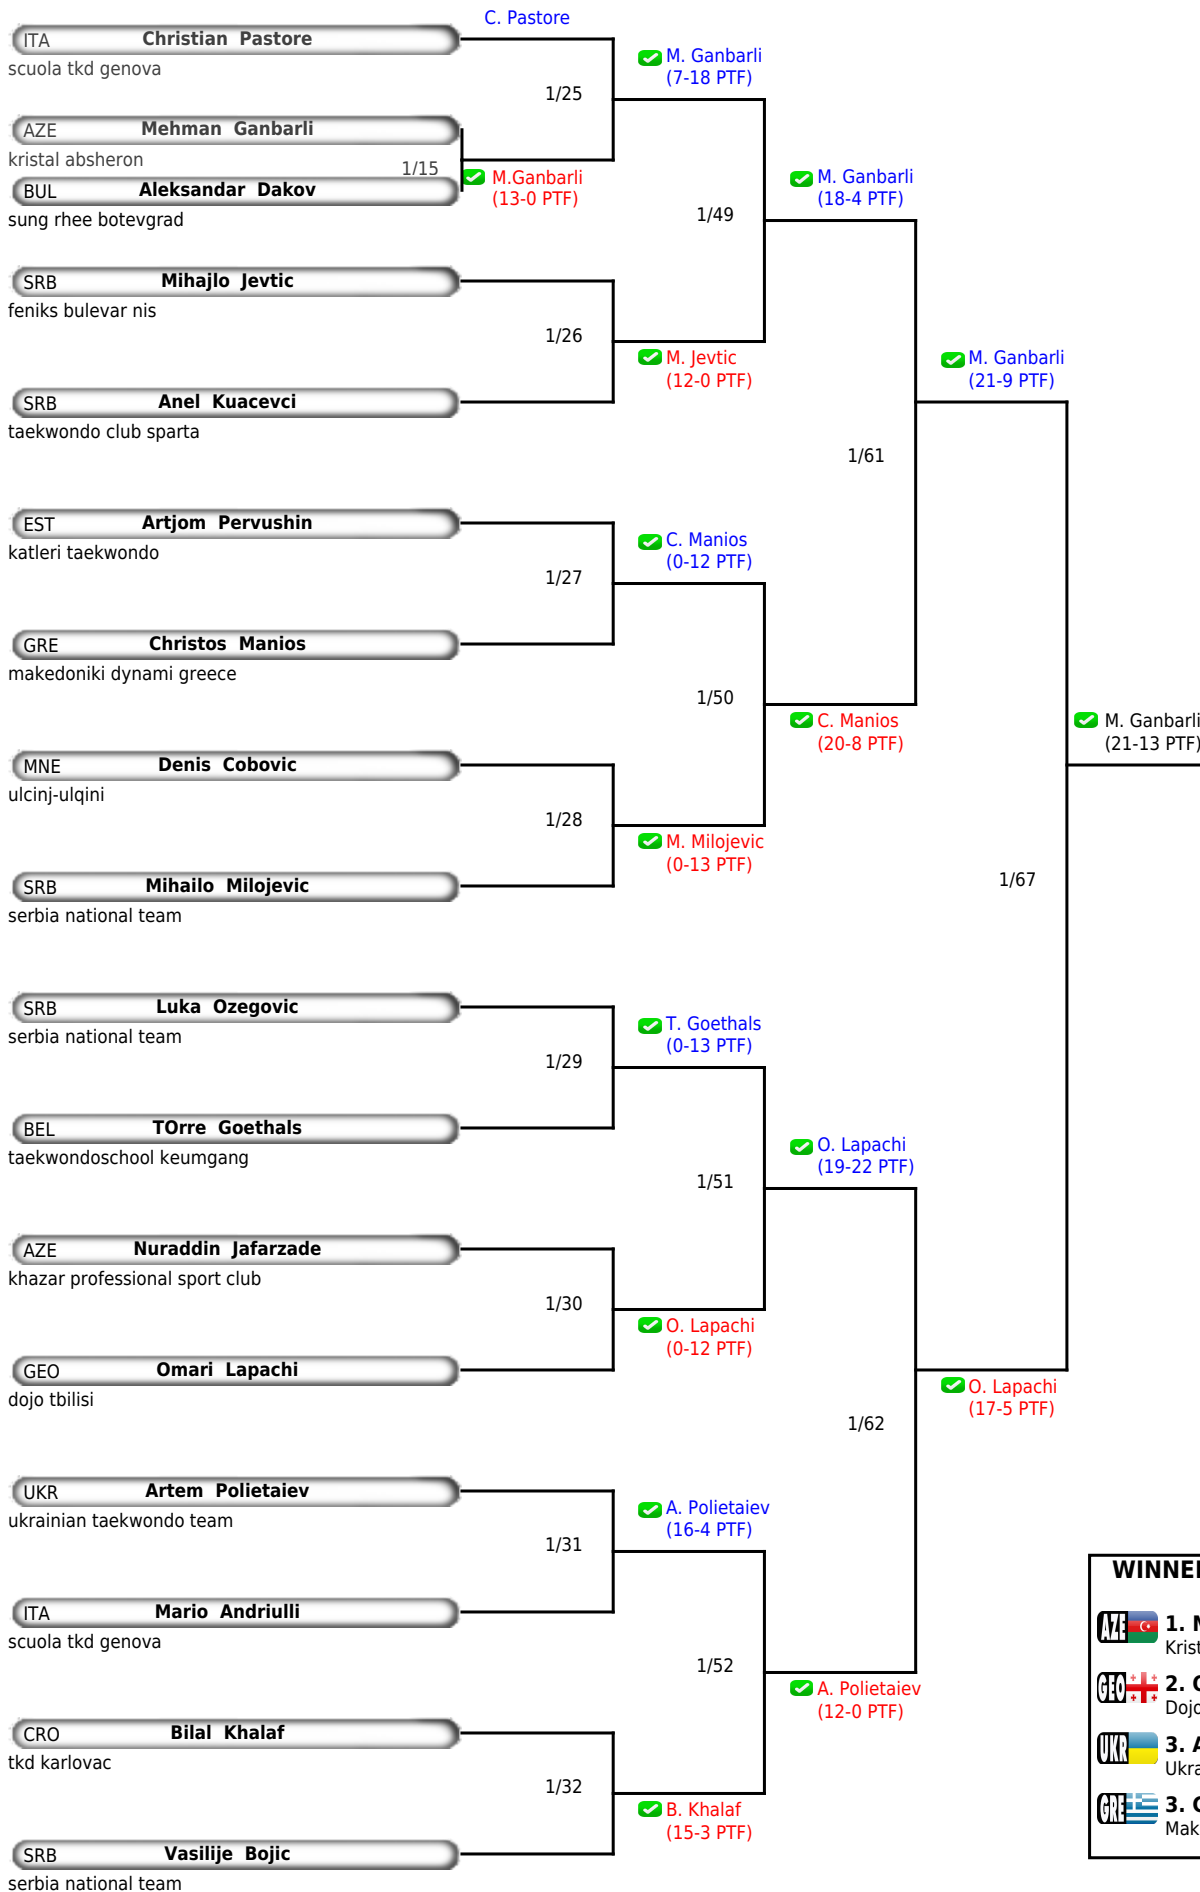 C. Pastore
ITA Christian Pastore
scuola tkd genova
M. Ganbarli
(7-18 PTF)
1/25
AZE Mehman Ganbarli
kristal absheron
1/15
M.Ganbarli
(13-0 PTF)
BUL Aleksandar Dakov
sung rhee botevgrad
M. Ganbarli
(18-4 PTF)
1/49
SRB Mihajlo Jevtic
feniks bulevar nis
1/26
M. Jevtic
(12-0 PTF)
M. Ganbarli
(21-9 PTF)
SRB Anel Kuacevci
taekwondo club sparta
1/61
EST Artjom Pervushin
katleri taekwondo
C. Manios
(0-12 PTF)
1/27
GRE Christos Manios
makedoniki dynami greece
1/50
C. Manios
(20-8 PTF)
M. Ganbarli
(21-13 PTF)
MNE Denis Cobovic
ulcinj-ulqini
1/28
M. Milojevic
(0-13 PTF)
1/67
SRB Mihailo Milojevic
serbia national team
SRB Luka Ozegovic
serbia national team
T. Goethals
(0-13 PTF)
1/29
BEL TOrre Goethals
taekwondoschool keumgang
O. Lapachi
(19-22 PTF)
1/51
AZE Nuraddin Jafarzade
khazar professional sport club
1/30
O. Lapachi
(0-12 PTF)
GEO Omari Lapachi
dojo tbilisi
O. Lapachi
(17-5 PTF)
1/62
UKR Artem Polietaiev
ukrainian taekwondo team
A. Polietaiev
(16-4 PTF)
1/31
ITA Mario Andriulli
scuola tkd genova
1/52
A. Polietaiev
(12-0 PTF)
CRO Bilal Khalaf
tkd karlovac
1/32
B. Khalaf
(15-3 PTF)
SRB Vasilije Bojic
serbia national team
WINNE
AZE 1.
Krist
GEO 2.
Dojo
UKR 3. A
Ukra
GRE 3.
Mak